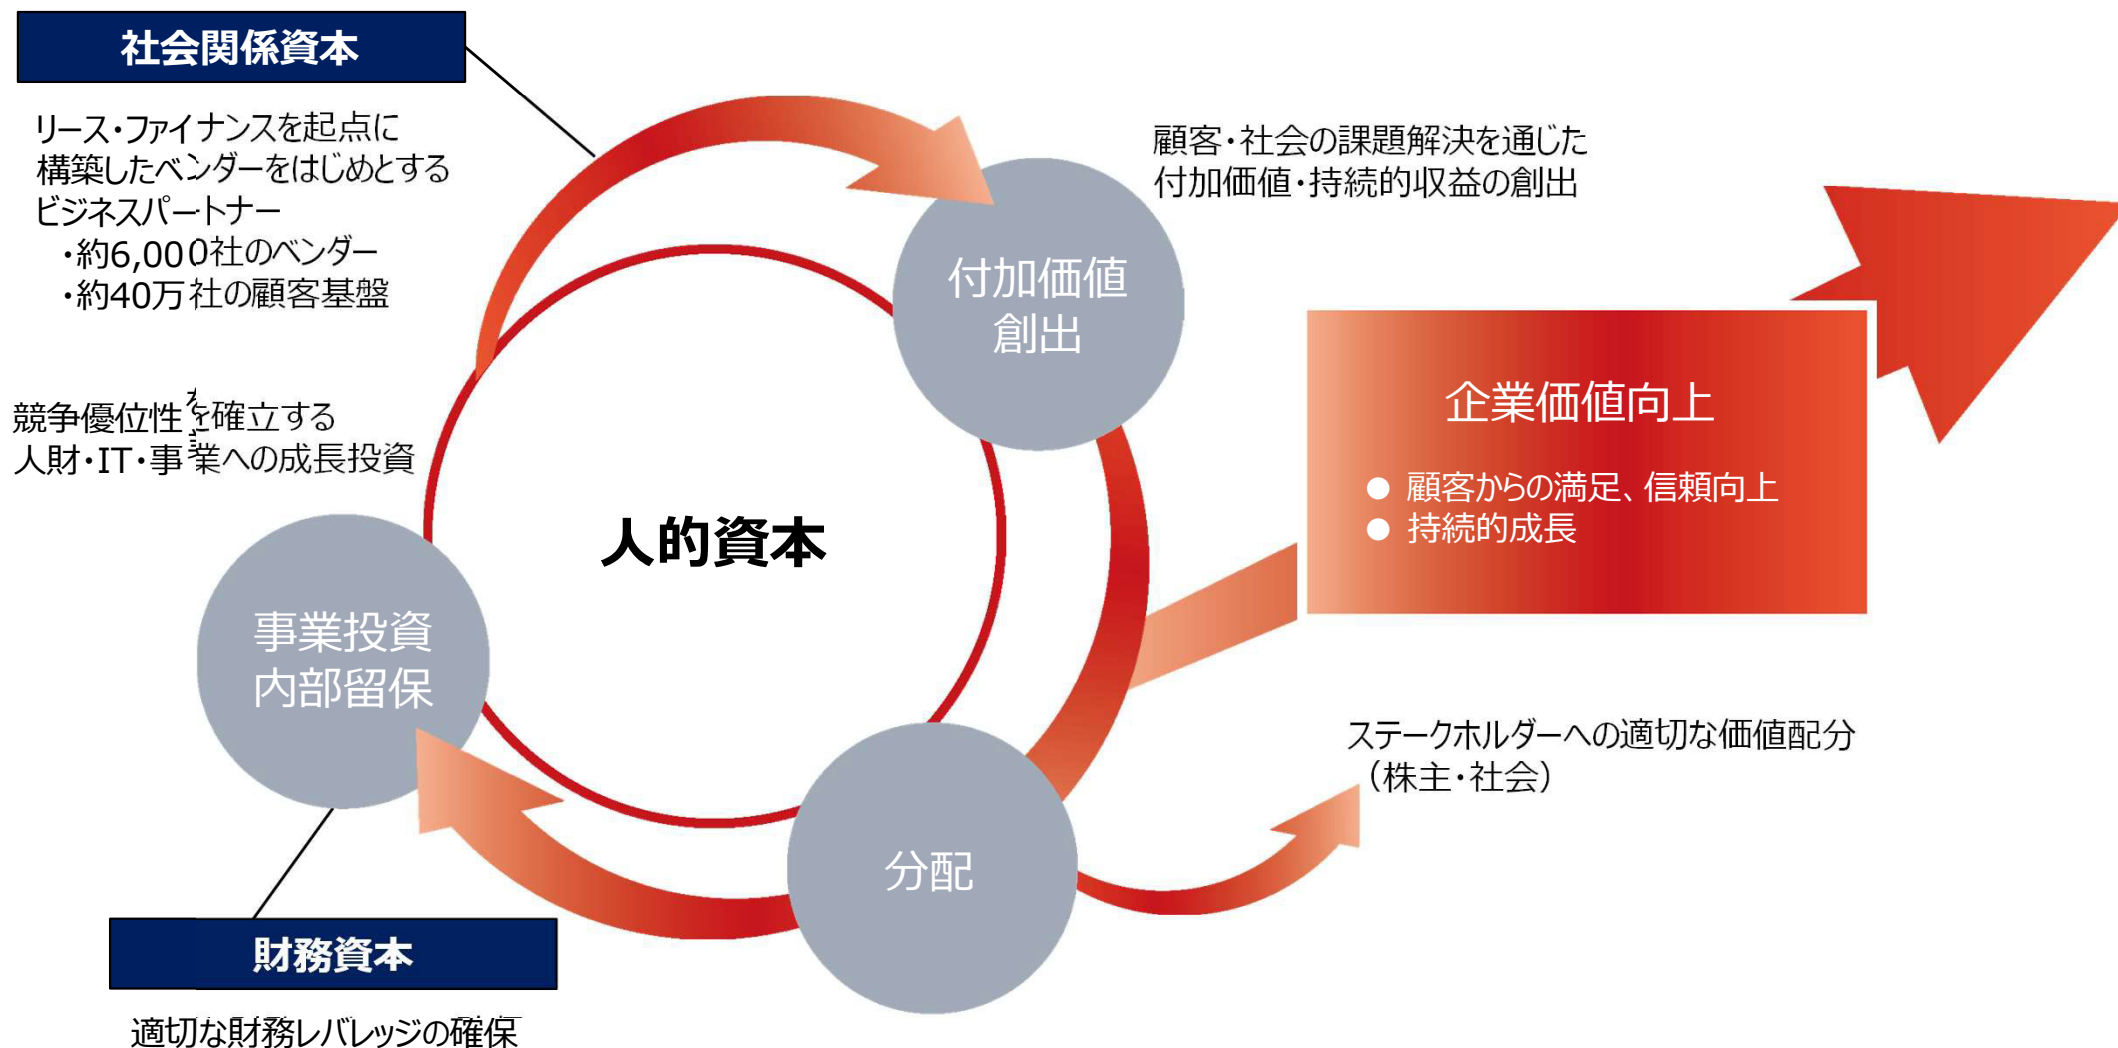 社会関係資本
リース・ファイナンスを起点に
構築したベンダーをはじめとする
ビジネスパートナー
・約6,000社のベンダー
・約40万社の顧客基盤
顧客・社会の課題解決を通じた
付加価値・持続的収益の創出
付加価値
創出
競争優位性を確立する
人財・IT・事業への成長投資
人的資本
企業価値向上
● 顧客からの満足、信頼向上
● 持続的成長
事業投資
内部留保
ステークホルダーへの適切な価値配分
（株主・社会）
分配
財務資本
適切な財務レバレッジの確保